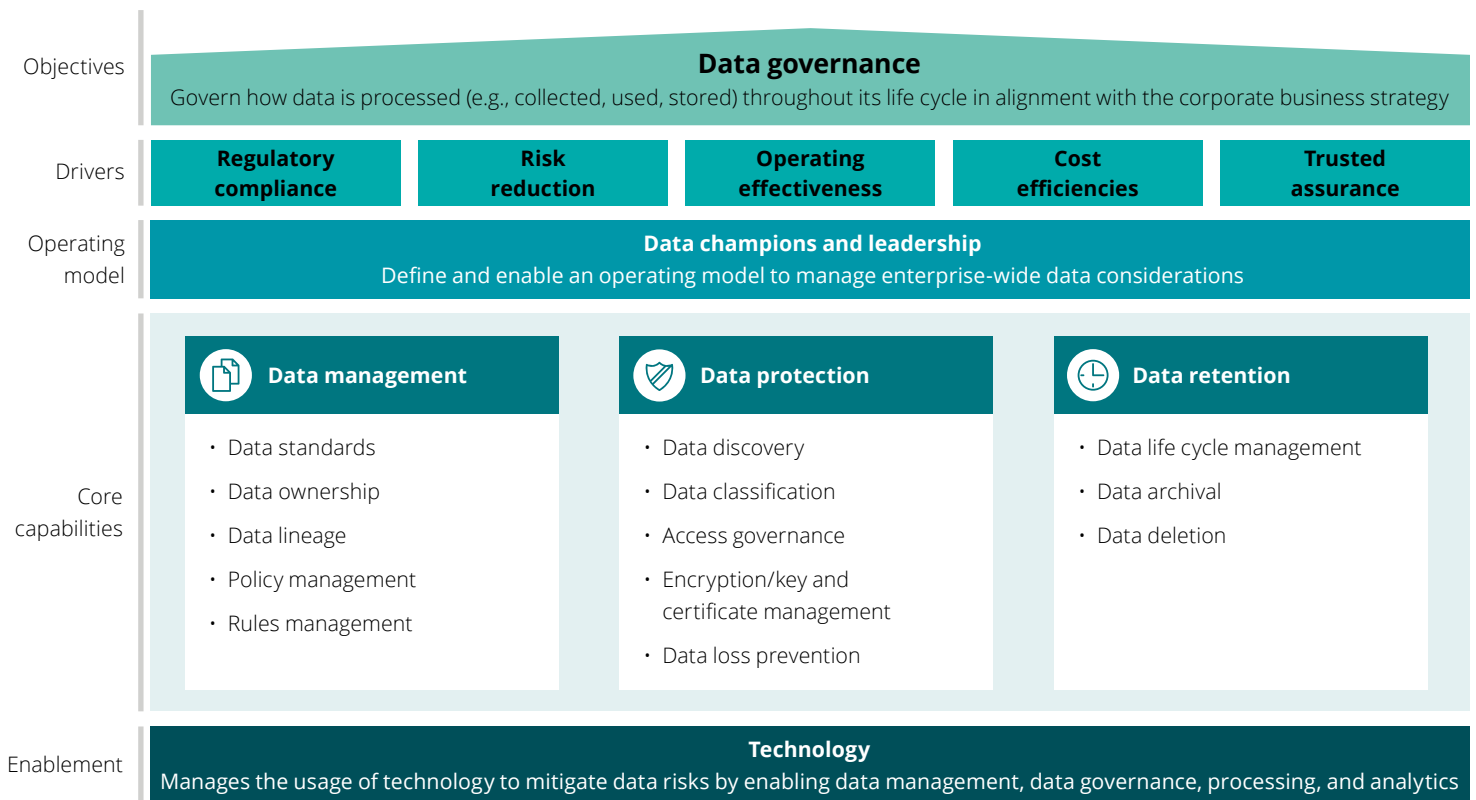 Objectives
Data governance
Govern how data is processed (e.g., collected, used, stored) throughout its life cycle in alignment with the corporate business strategy
Drivers
Regulatory
compliance
Risk
reduction
Operating
effectiveness
Cost
efficiencies
Trusted
assurance
Operating
model
Data champions and leadership
Define and enable an operating model to manage enterprise-wide data considerations
Core
capabilities
Data management
• Data standards
• Data ownership
• Data lineage
• Policy management
• Rules management
Data protection
• Data discovery
• Data classification
• Access governance
• Encryption/key and
certificate management
• Data loss prevention
Data retention
• Data life cycle management
• Data archival
• Data deletion
Enablement
Technology
Manages the usage of technology to mitigate data risks by enabling data management, data governance, processing, and analytics